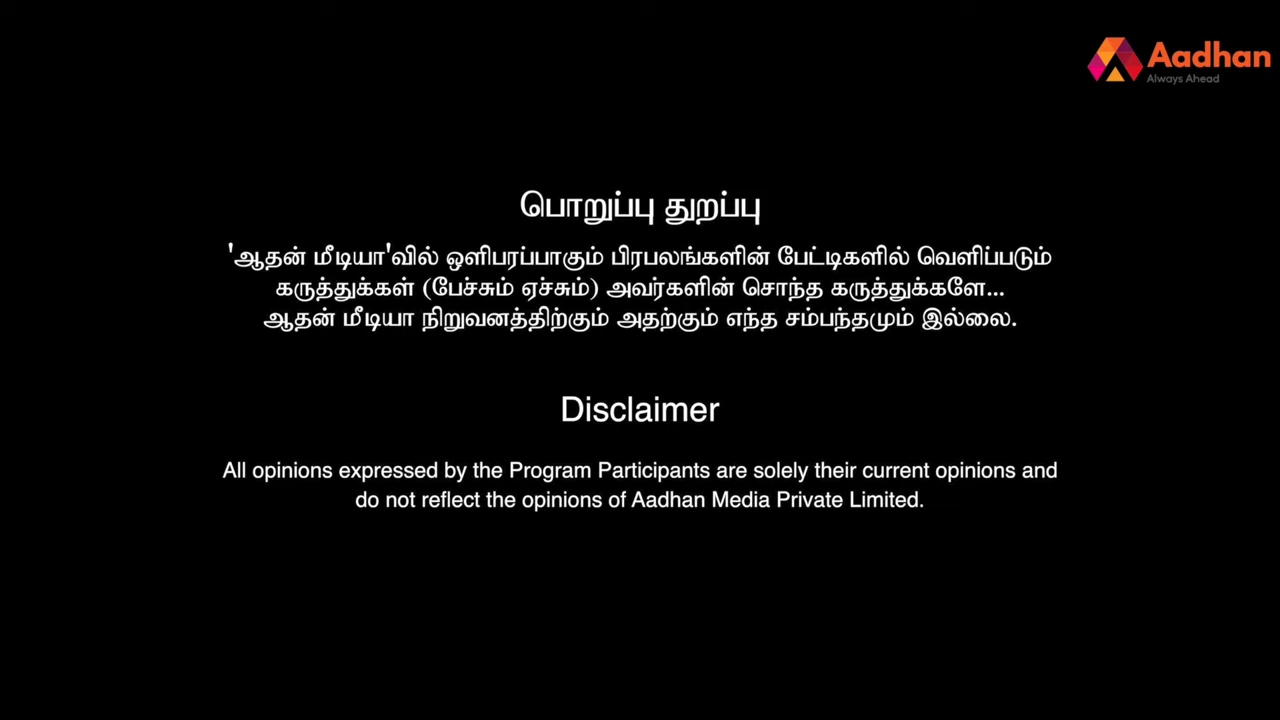 Aadhan
Always Ahead
பொறுப்பு துறப்பு
'ஆதன் மீடியா'வில் ஒளிபரப்பாகும் பிரபலங்களின் பேட்டிகளில் வெளிப்படும்
கருத்துக்கள் (பேச்சும் ஏச்சும்) அவர்களின் சொந்த கருத்துக்களே...
ஆதன் மீடியா நிறுவனத்திற்கும் அதற்கும் எந்த சம்பந்தமும் இல்லை.
Disclaimer
All opinions expressed by the Program Participants are solely their current opinions and
do not reflect the opinions of Aadhan Media Private Limited.